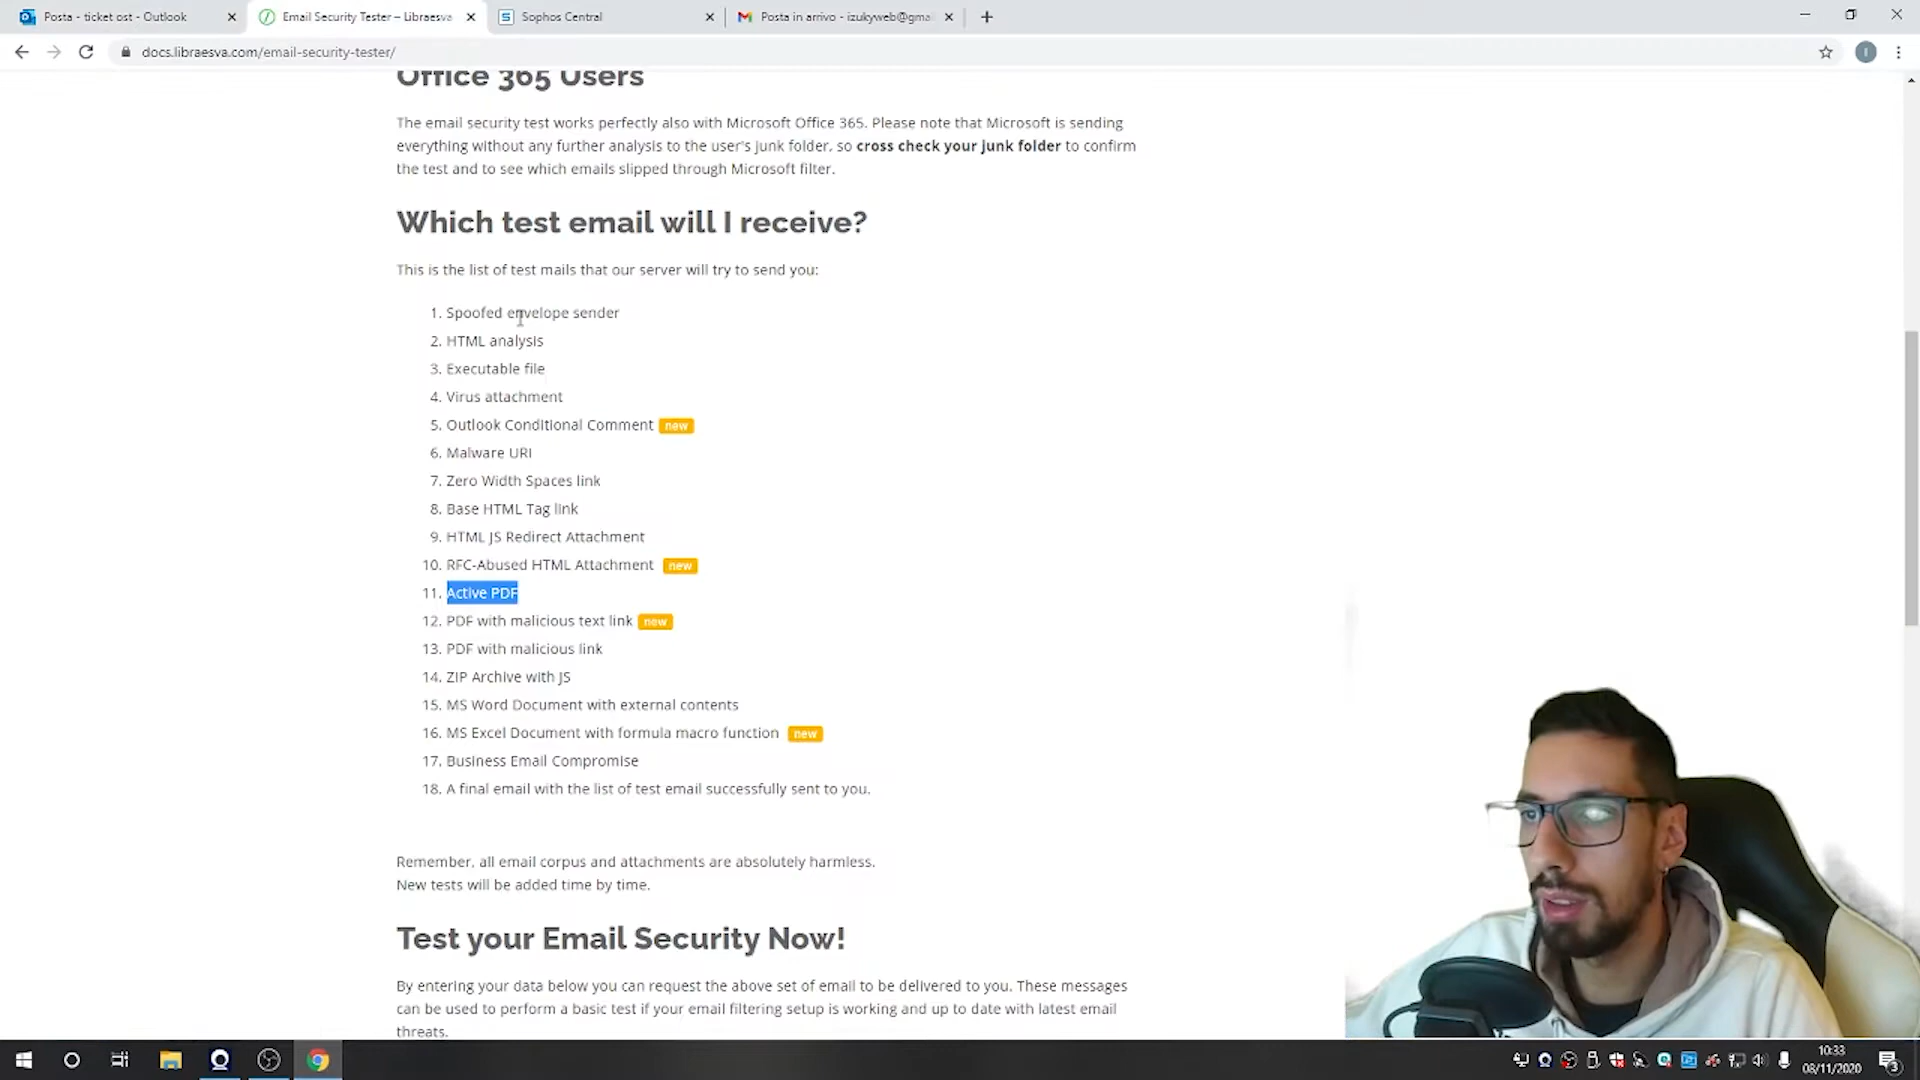 Posta - ticket ost - Outlook
Email Security Tester – Libraesva
Sophos Central
Posta in arrivo - izukyweb@gma
docs.libraesva.com/email-security-tester/
Office 365 Users
The email security test works perfectly also with Microsoft Office 365. Please note that Microsoft is sending
everything without any further analysis to the user's junk folder, so cross check your junk folder to confirm
the test and to see which emails slipped through Microsoft filter.
Which test email will I receive?
This is the list of test mails that our server will try to send you:
1. Spoofed envelope sender
2. HTML analysis
3. Executable file
4. Virus attachment
5. Outlook Conditional Comment new
6. Malware URI
7. Zero Width Spaces link
8. Base HTML Tag link
9. HTML JS Redirect Attachment
10. RFC-Abused HTML Attachment new
11. Active PDF
12. PDF with malicious text link new
13. PDF with malicious link
14. ZIP Archive with JS
15. MS Word Document with external contents
16. MS Excel Document with formula macro function new
17. Business Email Compromise
18. A final email with the list of test email successfully sent to you.
Remember, all email corpus and attachments are absolutely harmless.
New tests will be added time by time.
Test your Email Security Now!
By entering your data below you can request the above set of email to be delivered to you. These messages
can be used to perform a basic test if your email filtering setup is working and up to date with latest email
threats.
10:33
08/11/2020
3